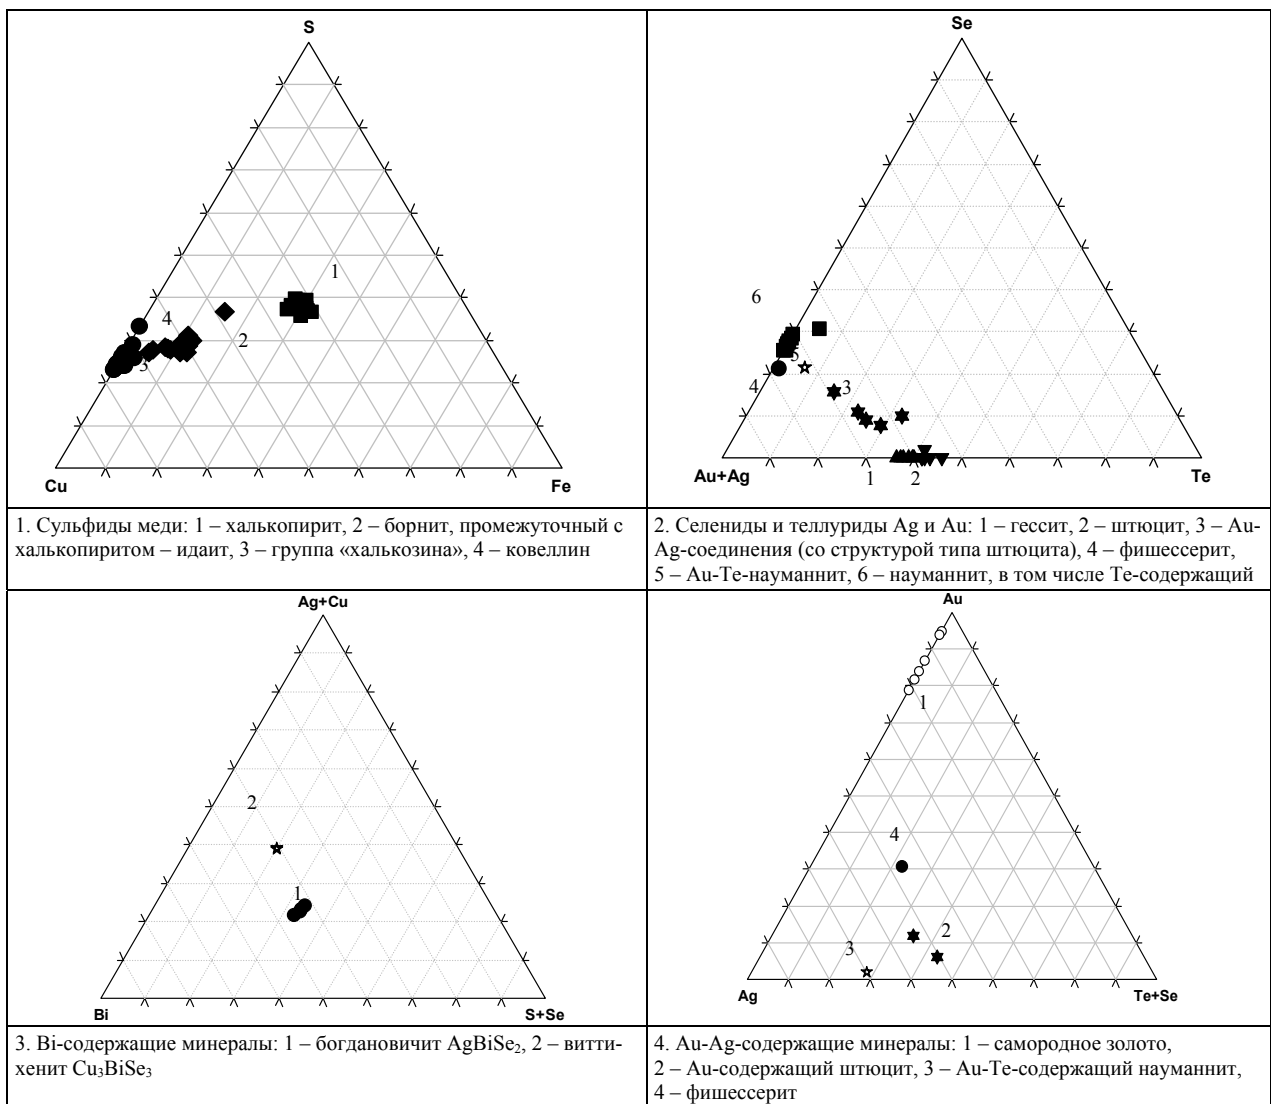 S
1
4
2
3
Cu
Fe
1. Сульфиды меди: 1 – халькопирит, 2 – борнит, промежуточный с
халькопиритом – идаит, 3 – группа «халькозина», 4 – ковеллин
Se
6
5
4
3
Au+Ag
1
2
Te
2. Селениды и теллуриды Ag и Au: 1 – гессит, 2 – штюцит, 3 – Au-
Ag-соединения (со структурой типа штюцита), 4 – фишессерит,
5 – Au-Te-науманнит, 6 – науманнит, в том числе Te-содержащий
Ag+Cu
2
1
Bi
S+Se
3. Bi-содержащие минералы: 1 – богдановичит AgBiSe₂, 2 – витти-
хенит Cu₃BiSe₃
Au
1
4
2
3
Ag
Te+Se
4. Au-Ag-содержащие минералы: 1 – самородное золото,
2 – Au-содержащий штюцит, 3 – Au-Te-содержащий науманнит,
4 – фишессерит